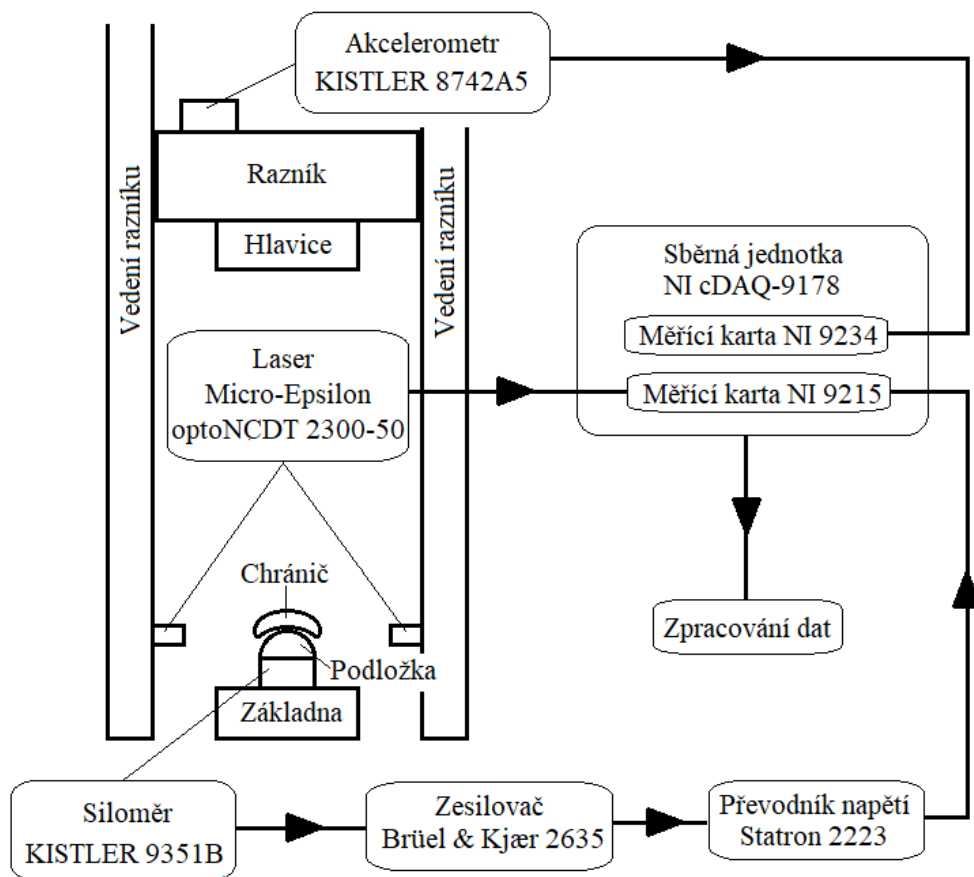 Akcelerometr
KISTLER 8742A5
Vedení razníku
Razník
Vedení razníku
Hlavice
Sběrná jednotka
NI cDAQ-9178
Měřící karta NI 9234
Laser
Micro-Epsilon
optoNCDT 2300-50
Měřící karta NI 9215
Chránič
Podložka
Zpracování dat
Základna
Siloměr
KISTLER 9351B
Zesilovač
Brüel & Kjær 2635
Převodník napětí
Statron 2223